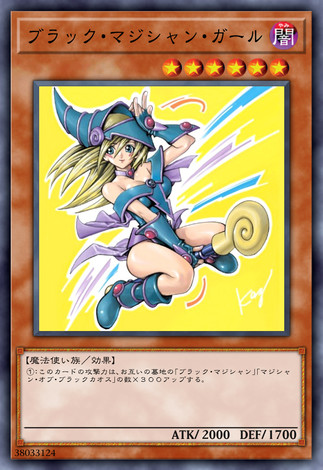 ブラック・マジシャン・ガール
やみ
闇
【魔法使い族／効果】
①：このカードの攻撃力は、お互いの墓地の「ブラック・マジシャン」「マジシャ
ン・オブ・ブラックカオス」の数×３００アップする。
ATK/ 2000 DEF/1700
38033124